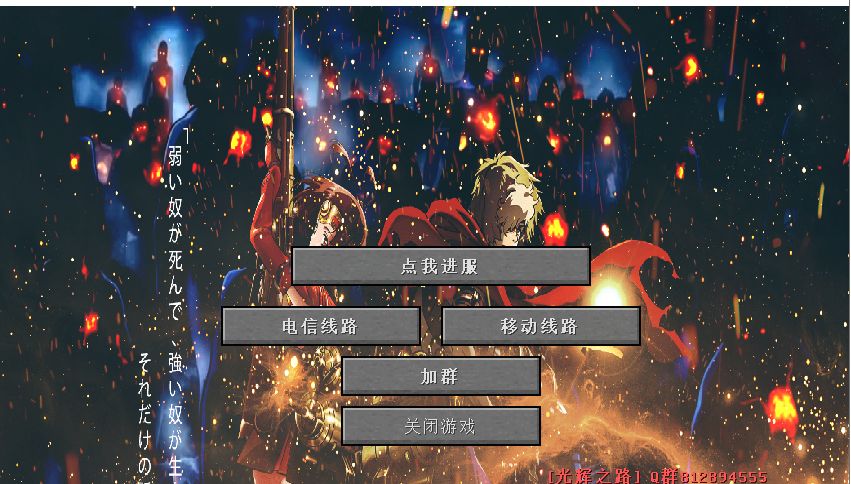 「弱い奴が死んで、強い奴が生
それだけの
点我进服
电信线路
移动线路
加群
关闭游戏
[光辉之路] Q群812894555